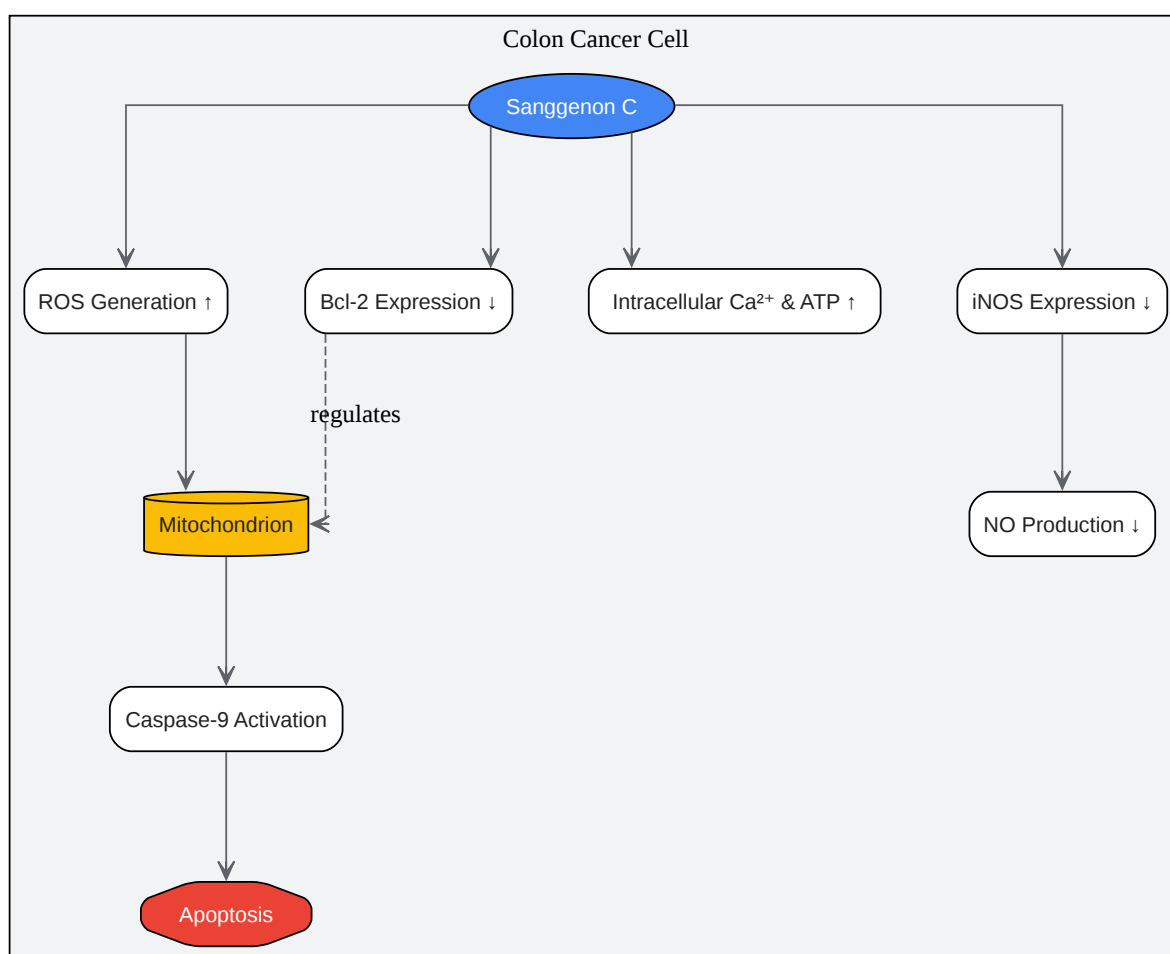 Colon Cancer Cell
Sanggenon C
ROS Generation ↑
Bcl-2 Expression ↓
Intracellular Ca²⁺ & ATP ↑
iNOS Expression ↓
regulates
Mitochondrion
NO Production ↓
Caspase-9 Activation
Apoptosis